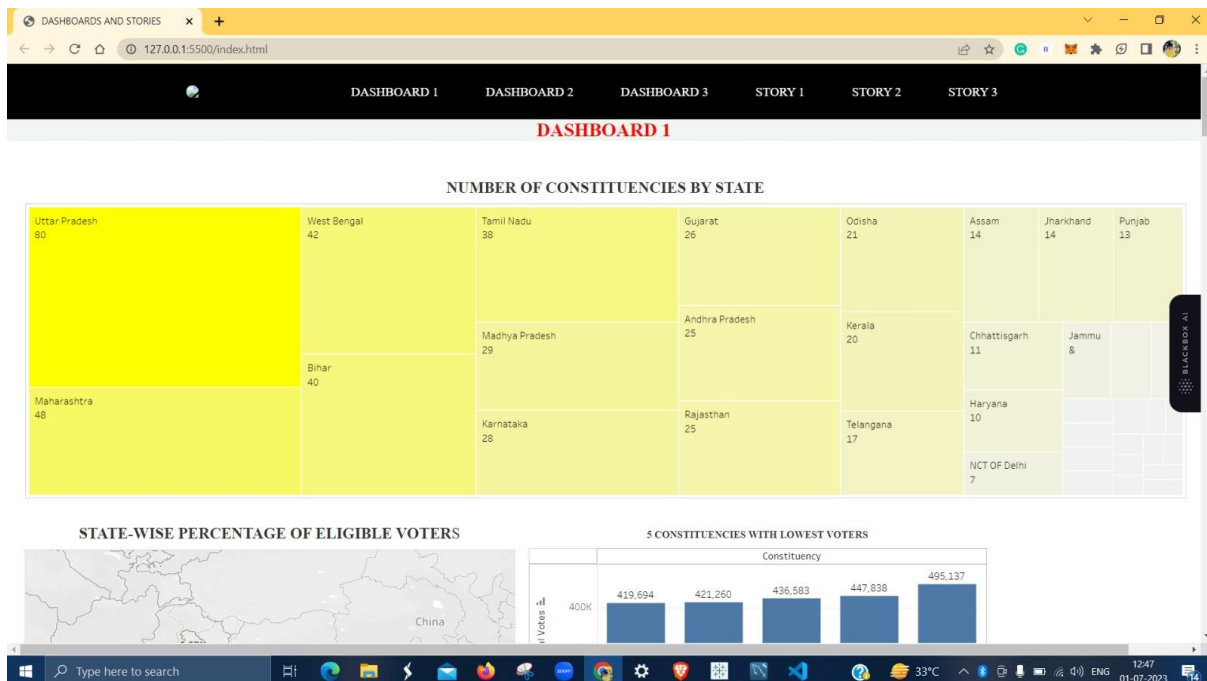 DASHBOARDS AND STORIES
127.0.0.1:5500/index.html
DASHBOARD 1 DASHBOARD 2 DASHBOARD 3 STORY 1 STORY 2 STORY 3
DASHBOARD 1
NUMBER OF CONSTITUENCIES BY STATE
Uttar Pradesh
80
Maharashtra
48
West Bengal
42
Bihar
40
Tamil Nadu
38
Madhya Pradesh
29
Karnataka
28
Gujarat
26
Andhra Pradesh
25
Rajasthan
25
Odisha
21
Kerala
20
Telangana
17
Assam
14
Jharkhand
14
Punjab
13
Chhattisgarh
11
Jammu
&
Haryana
10
NCT OF Delhi
7
BLACKBOX AI
STATE-WISE PERCENTAGE OF ELIGIBLE VOTERS
China
5 CONSTITUENCIES WITH LOWEST VOTERS
Constituency
Votes
400K
419,694 421,260 436,583 447,838 495,137
Type here to search
zoom
33°C
ENG
12:47
01-07-2023
14